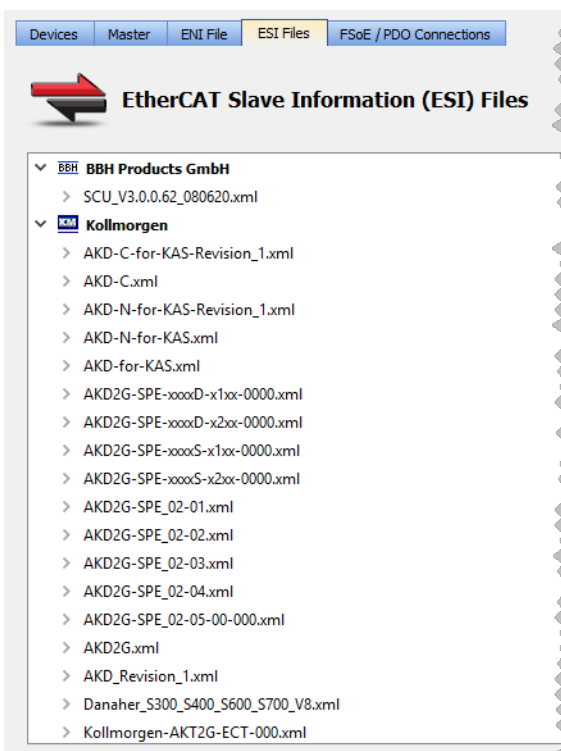 Devices Master ENI File ESI Files FSoE / PDO Connections
EtherCAT Slave Information (ESI) Files
BBH BBH Products GmbH
SCU_V3.0.0.62_080620.xml
KM Kollmorgen
AKD-C-for-KAS-Revision_1.xml
AKD-C.xml
AKD-N-for-KAS-Revision_1.xml
AKD-N-for-KAS.xml
AKD-for-KAS.xml
AKD2G-SPE-xxxxD-x1xx-0000.xml
AKD2G-SPE-xxxxD-x2xx-0000.xml
AKD2G-SPE-xxxxS-x1xx-0000.xml
AKD2G-SPE-xxxxS-x2xx-0000.xml
AKD2G-SPE_02-01.xml
AKD2G-SPE_02-02.xml
AKD2G-SPE_02-03.xml
AKD2G-SPE_02-04.xml
AKD2G-SPE_02-05-00-000.xml
AKD2G.xml
AKD_Revision_1.xml
Danaher_S300_S400_S600_S700_V8.xml
Kollmorgen-AKT2G-ECT-000.xml